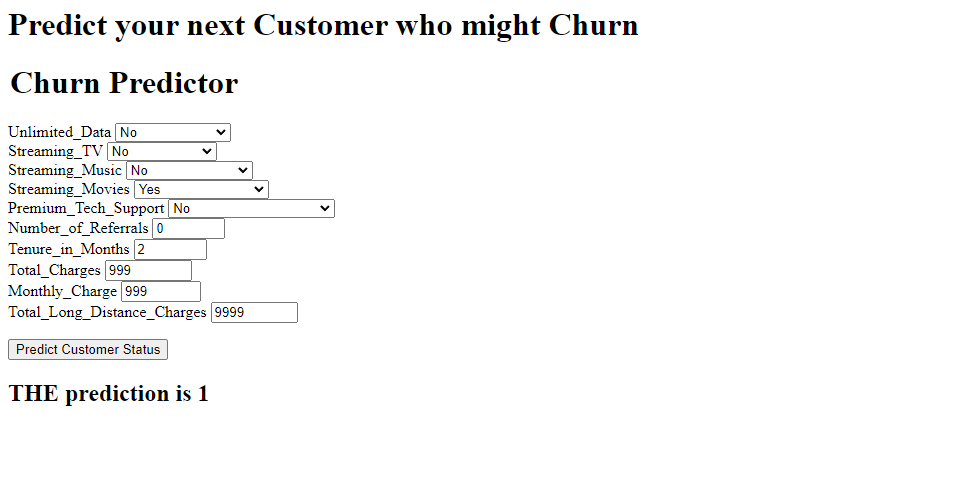 Predict your next Customer who might Churn
Churn Predictor
Unlimited_Data No
Streaming_TV No
Streaming_Music No
Streaming_Movies Yes
Premium_Tech_Support No
Number_of_Referrals 0
Tenure_in_Months 2
Total_Charges 999
Monthly_Charge 999
Total_Long_Distance_Charges 9999
Predict Customer Status
THE prediction is 1